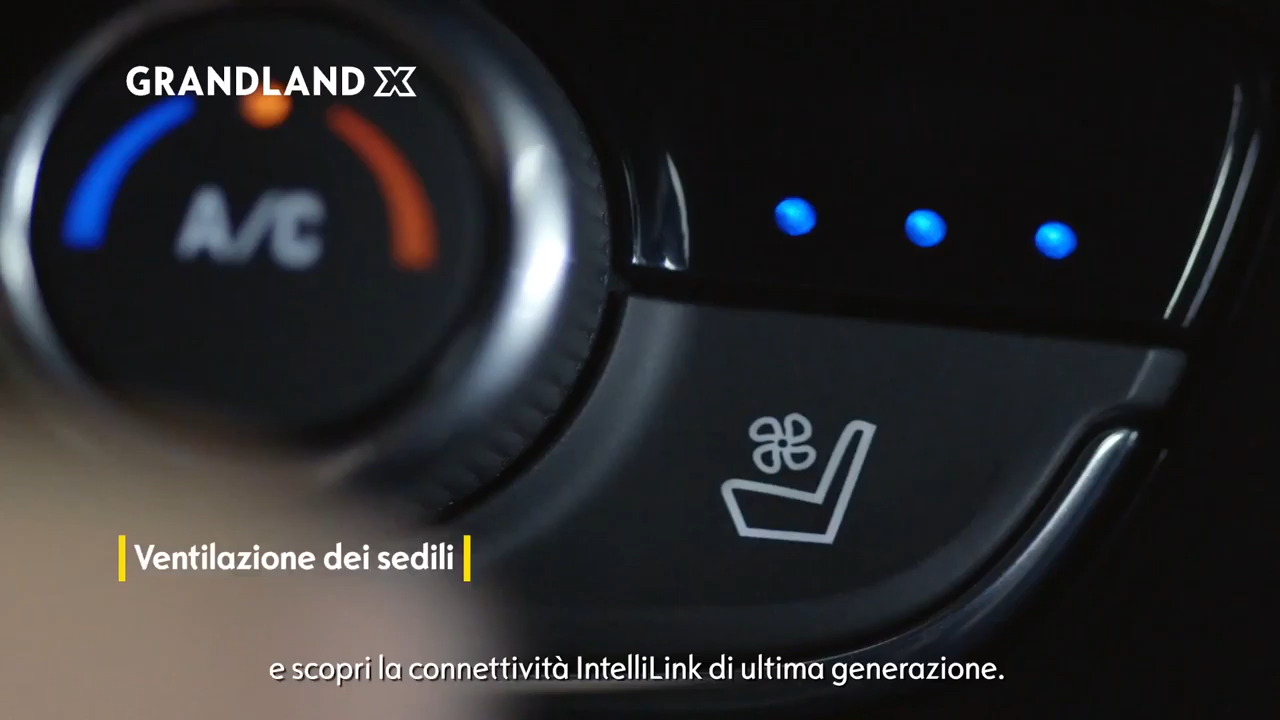 GRANDLAND X
A/C
Ventilazione dei sedili
e scopri la connettività IntelliLink di ultima generazione.